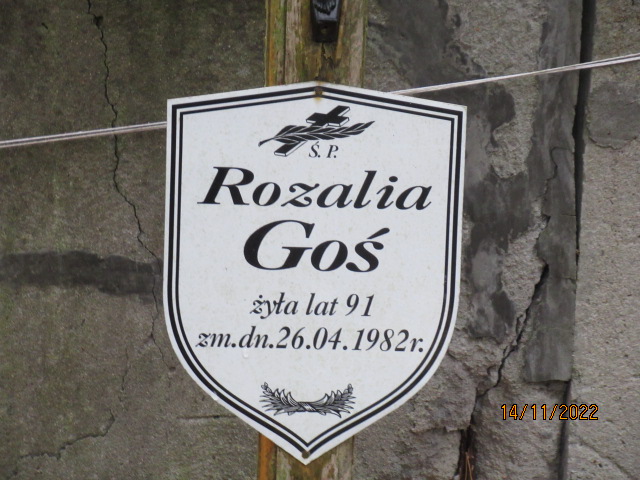 Ś. P.
Rozalia
Goś
żyła lat 91
zm.dn.26.04.1982r.
14/11/2022